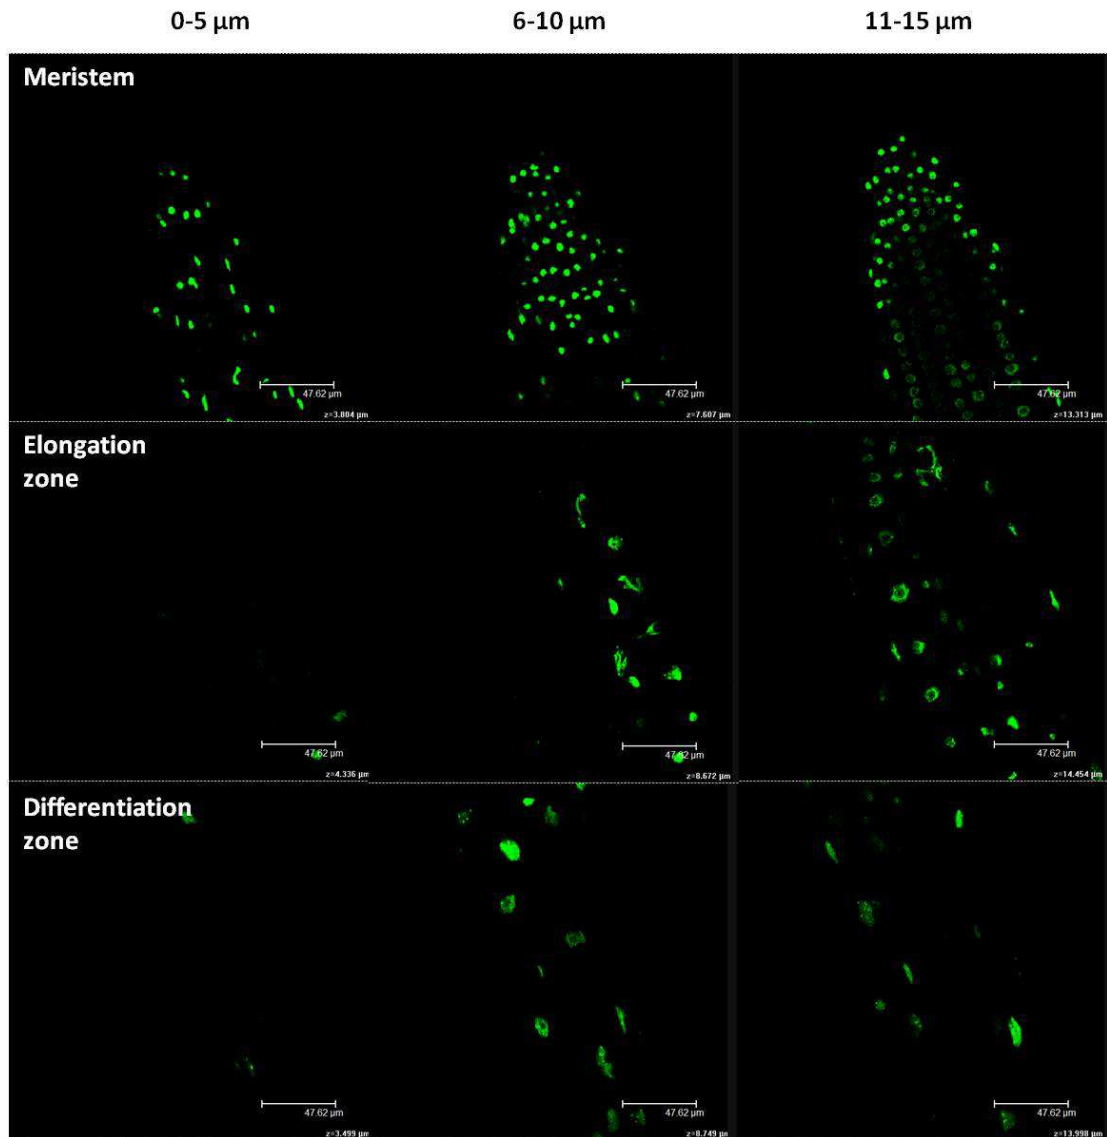 0-5 µm
6-10 µm
11-15 µm
Meristem
47.62 µm
z=3.804 µm
47.62 µm
z=7.607 µm
47.62 µm
z=13.313 µm
Elongation
zone
47.62 µm
z=4.336 µm
47.62 µm
z=8.672 µm
47.62 µm
z=14.454 µm
Differentiation
zone
47.62 µm
z=3.499 µm
47.62 µm
z=8.749 µm
47.62 µm
z=13.998 µm